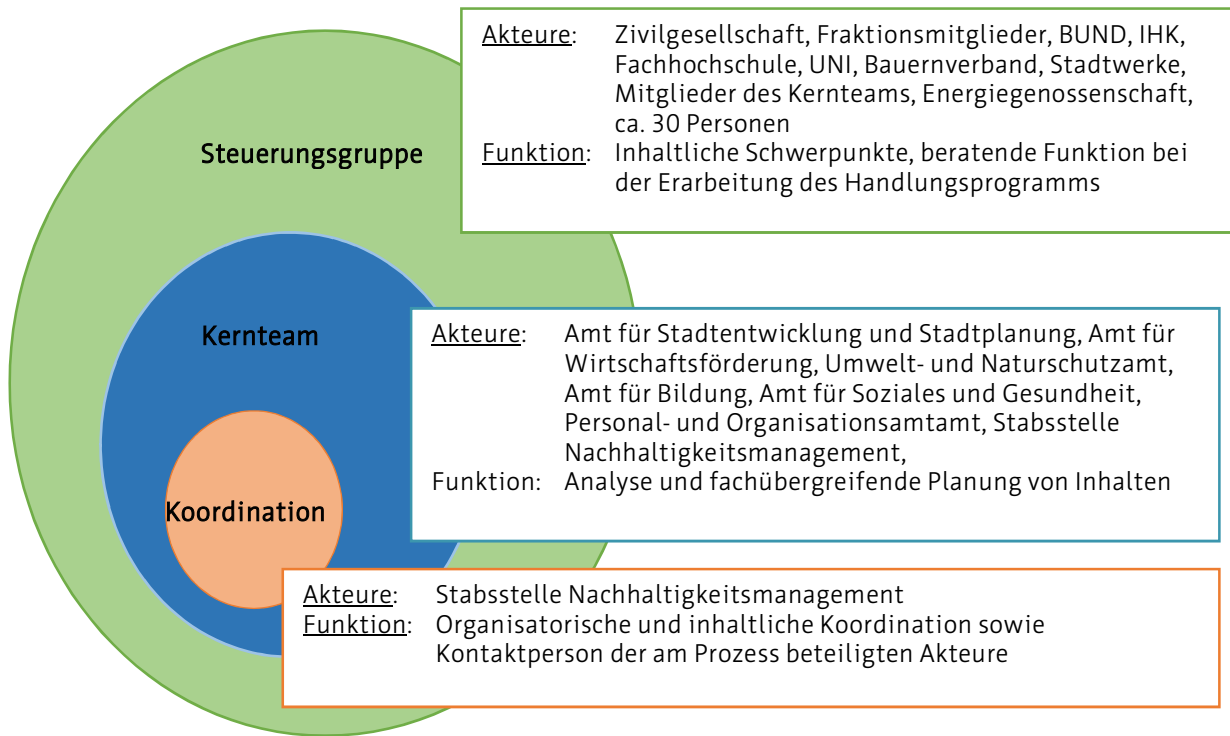 Steuerungsgruppe
Akteure: Zivilgesellschaft, Fraktionsmitglieder, BUND, IHK,
Fachhochschule, UNI, Bauernverband, Stadtwerke,
Mitglieder des Kernteams, Energiegenossenschaft,
ca. 30 Personen
Funktion: Inhaltliche Schwerpunkte, beratende Funktion bei
der Erarbeitung des Handlungsprogramms
Kernteam
Akteure: Amt für Stadtentwicklung und Stadtplanung, Amt für
Wirtschaftsförderung, Umwelt- und Naturschutzamt,
Amt für Bildung, Amt für Soziales und Gesundheit,
Personal- und Organisationsamtamt, Stabsstelle
Nachhaltigkeitsmanagement,
Funktion: Analyse und fachübergreifende Planung von Inhalten
Koordination
Akteure: Stabsstelle Nachhaltigkeitsmanagement
Funktion: Organisatorische und inhaltliche Koordination sowie
Kontaktperson der am Prozess beteiligten Akteure